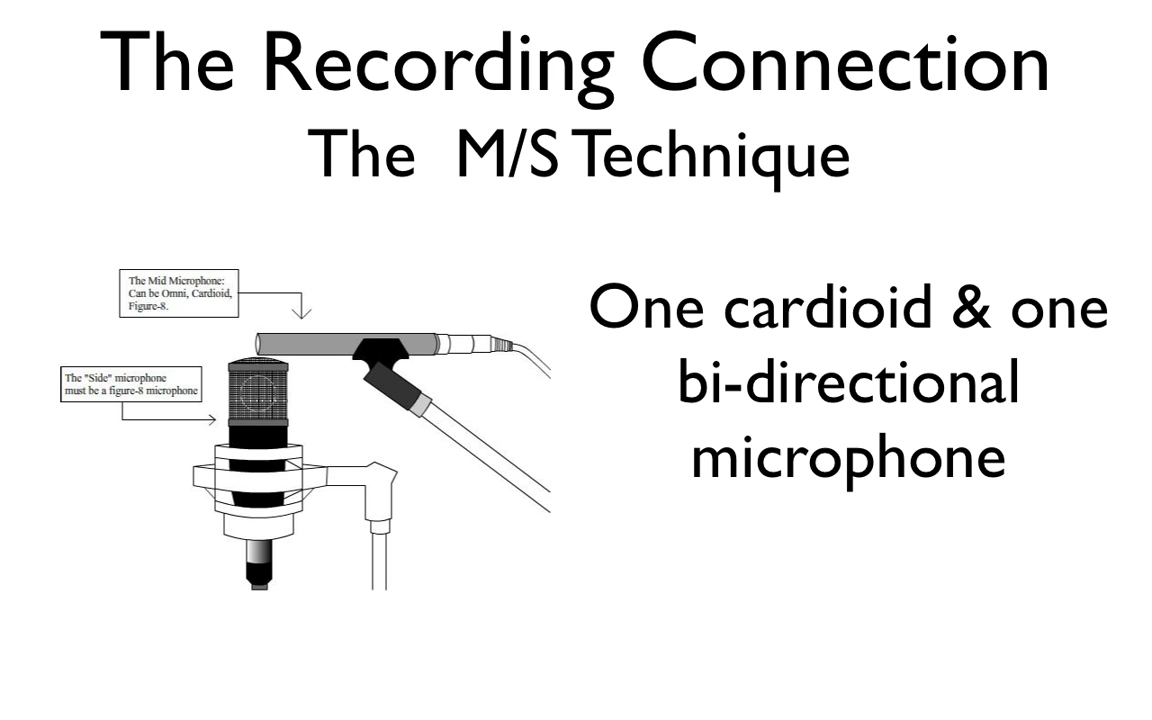 The Recording Connection
The M/S Technique
The Mid Microphone:
Can be Omni, Cardioid,
Figure-8.
The "Side" microphone
must be a figure-8 microphone
One cardioid & one
bi-directional
microphone